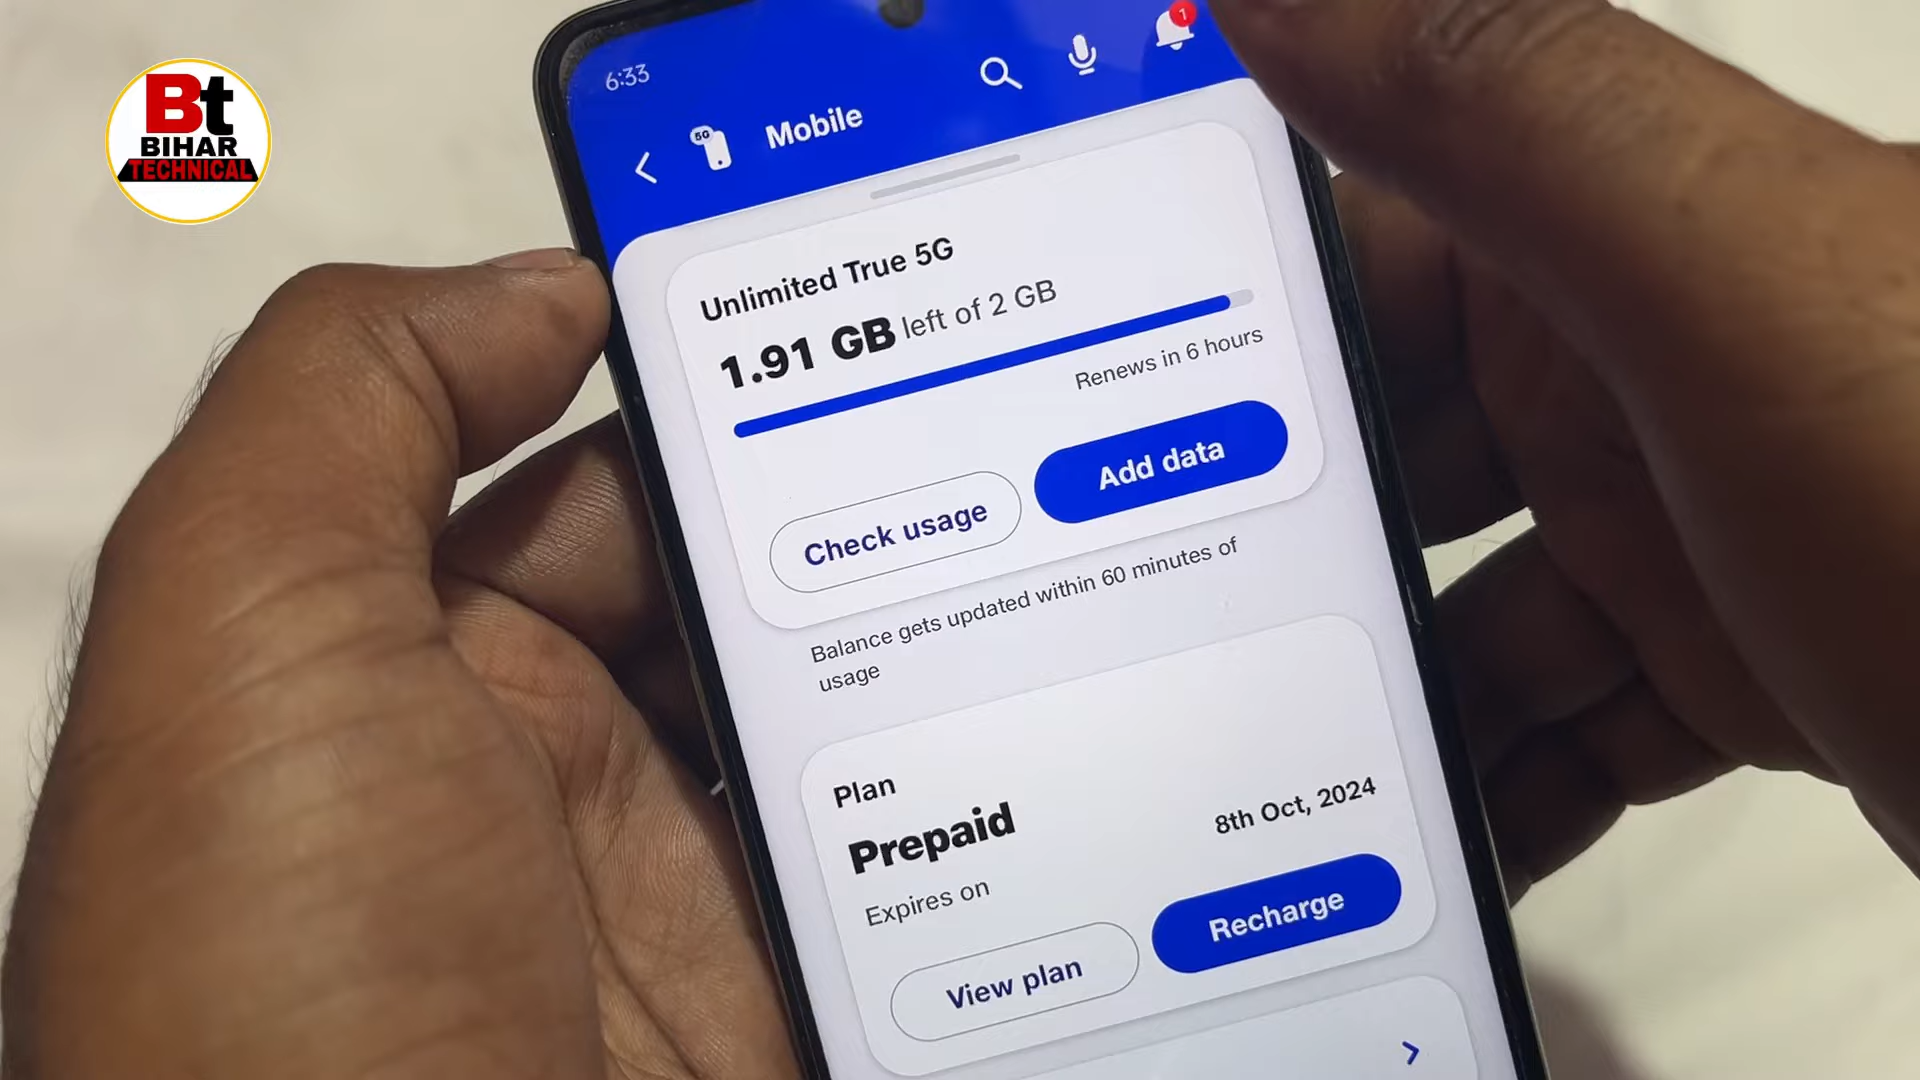 Bt
BIHAR
TECHNICAL
6:33
1
5G
Mobile
Unlimited True 5G
1.91 GB left of 2 GB
Renews in 6 hours
Check usage
Add data
Balance gets updated within 60 minutes of
usage
Plan
Prepaid
8th Oct, 2024
Expires on
View plan
Recharge